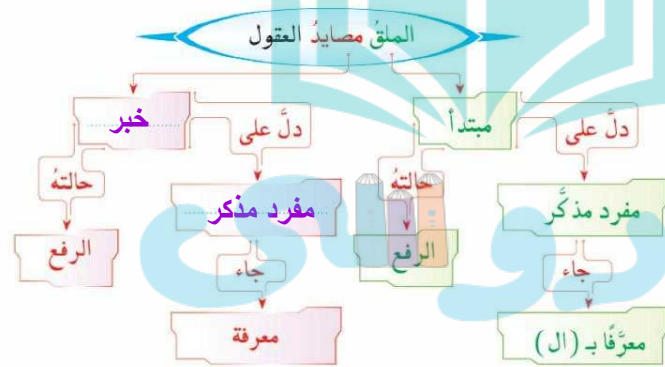 الملقُ مصايدُ العقول
مبتدأ
دلَّ على
حالتهُ
مفرد مذكَّر
الرفع
جاء
معرَّفًا بـ (ال)
خبر
دلَّ على
حالتهُ
مفرد مذكر
الرفع
جاء
معرفة